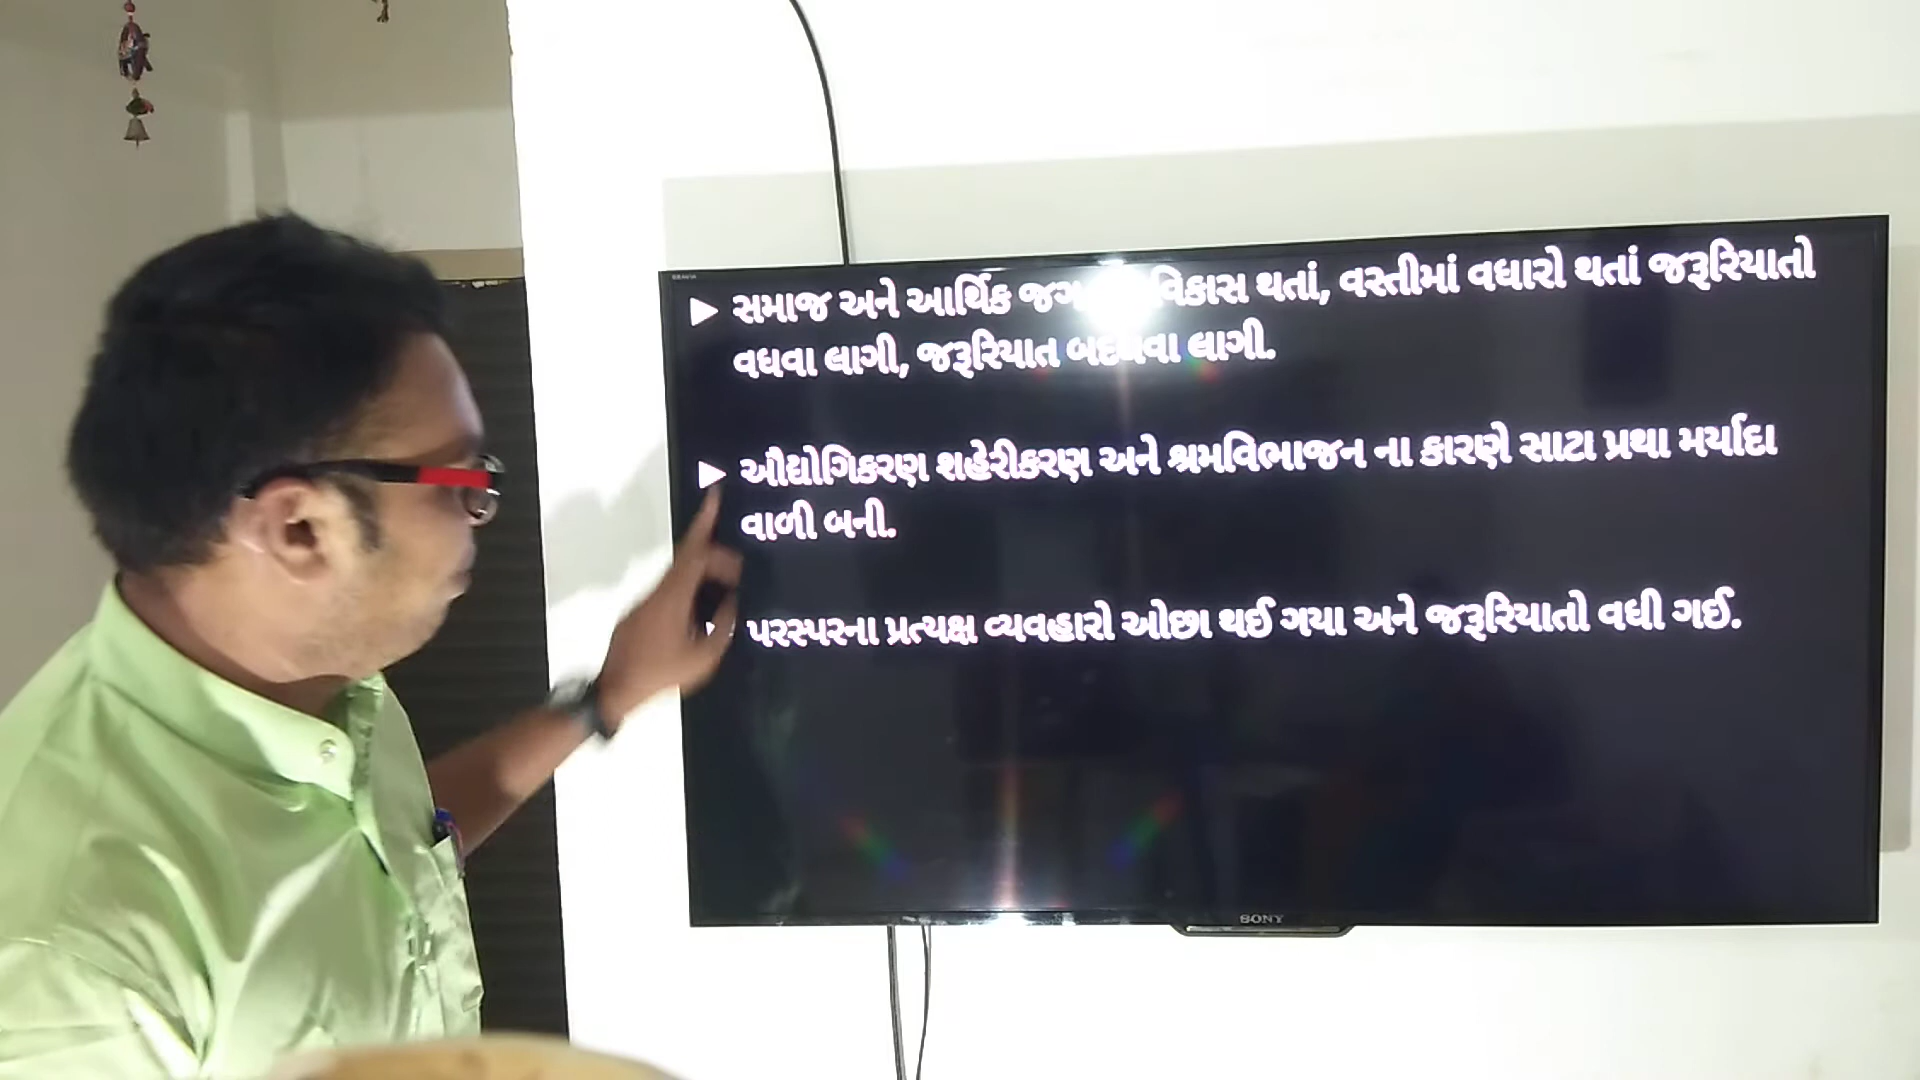 ▶ સમાજ અને આર્થિક વિકાસ થતાં, વસ્તીમાં વધારો થતાં જરૂરિયાતો
વધવા લાગી, જરૂરિયાત બદલવા લાગી.
▶ ઔદ્યોગિકરણ શહેરીકરણ અને શ્રમવિભાજન ના કારણે સાટા પ્રથા મર્યાદા
વાળી બની.
પરસ્પરના પ્રત્યક્ષ વ્યવહારો ઓછા થઈ ગયા અને જરૂરિયાતો વધી ગઈ.
SONY